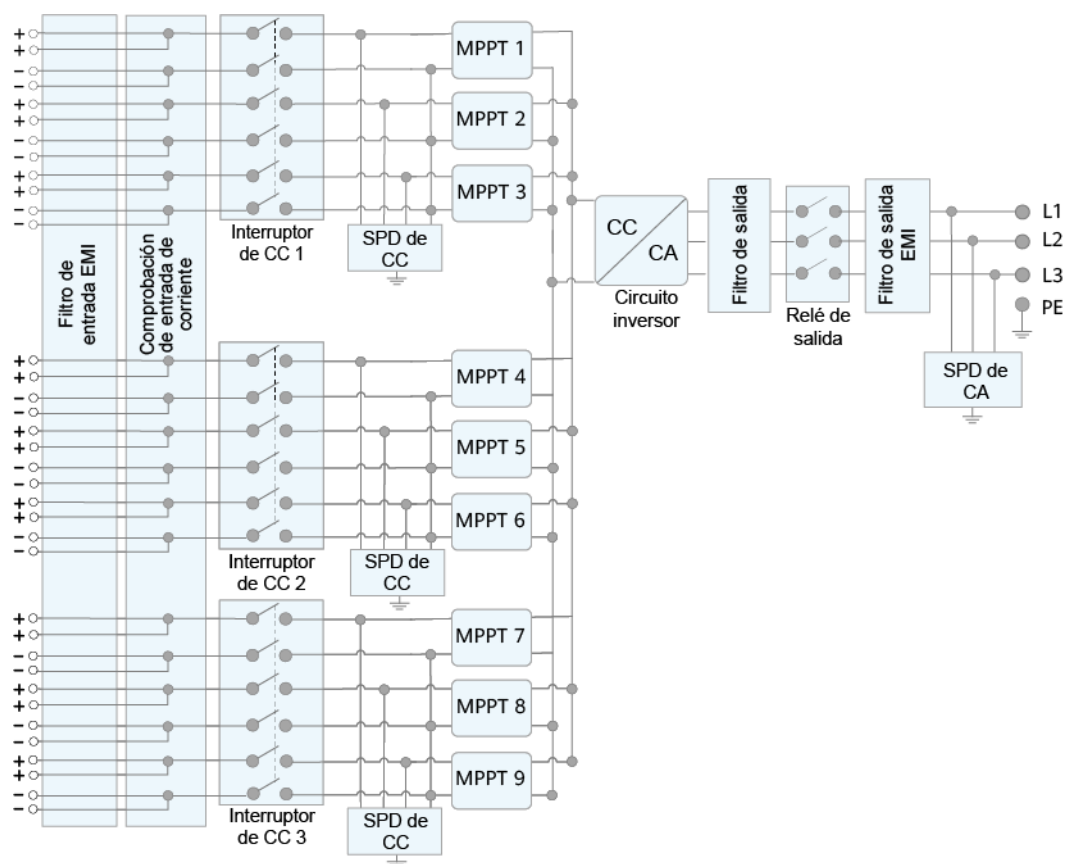 +
+
−
−
+
+
−
−
+
+
−
−
Filtro de
entrada EMI
Comprobación
de entrada de
corriente
Interruptor
de CC 1
SPD de
CC
MPPT 1
MPPT 2
MPPT 3
CC
CA
Circuito
inversor
Filtro de salida
Relé de
salida
Filtro de salida
EMI
L1
L2
L3
PE
SPD de
CA
+
+
−
−
+
+
−
−
+
+
−
−
Interruptor
de CC 2
SPD de
CC
MPPT 4
MPPT 5
MPPT 6
+
+
−
−
+
+
−
−
+
+
−
−
Interruptor
de CC 3
SPD de
CC
MPPT 7
MPPT 8
MPPT 9